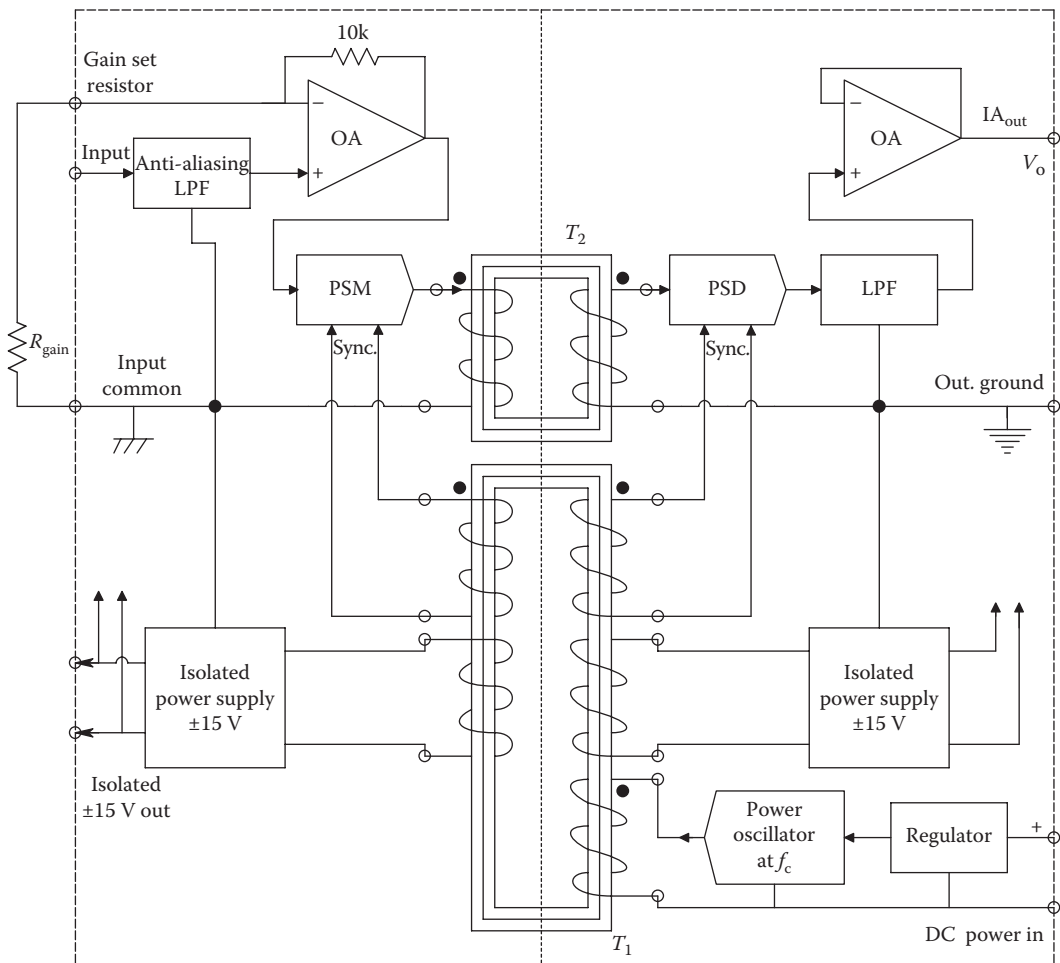 10k
Gain set
resistor
−
OA
+
Input
Anti-aliasing
LPF
−
OA
+
IA_out
V_o
T_2
PSM
PSD
LPF
Sync.
Sync.
R_gain
Input
common
Out. ground
Isolated
power supply
±15 V
Isolated
power supply
±15 V
Isolated
±15 V out
Power
oscillator
at f_c
Regulator
+
T_1
DC power in